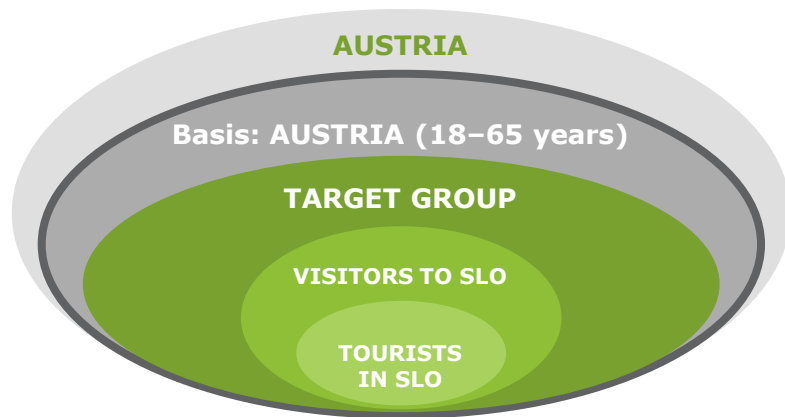 AUSTRIA
Basis: AUSTRIA (18–65 years)
TARGET GROUP
VISITORS TO SLO
TOURISTS
IN SLO